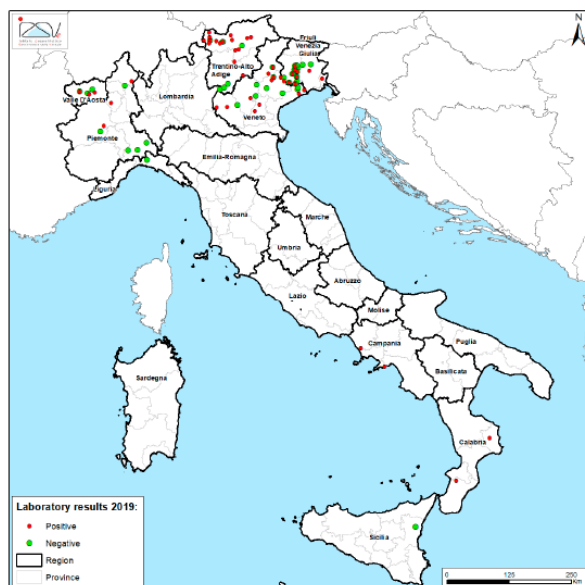 N
Friuli
Venezia
Giulia
Trentino-Alto
Adige
Valle D'Aosta
Lombardia
Veneto
Piemonte
Emilia-Romagna
Liguria
Toscana
Marche
Umbria
Abruzzo
Lazio
Molise
Campania
Puglia
Basilicata
Sardegna
Calabria
Sicilia
Laboratory results 2019:
Positive
Negative
Region
Province
0 125 250
Km